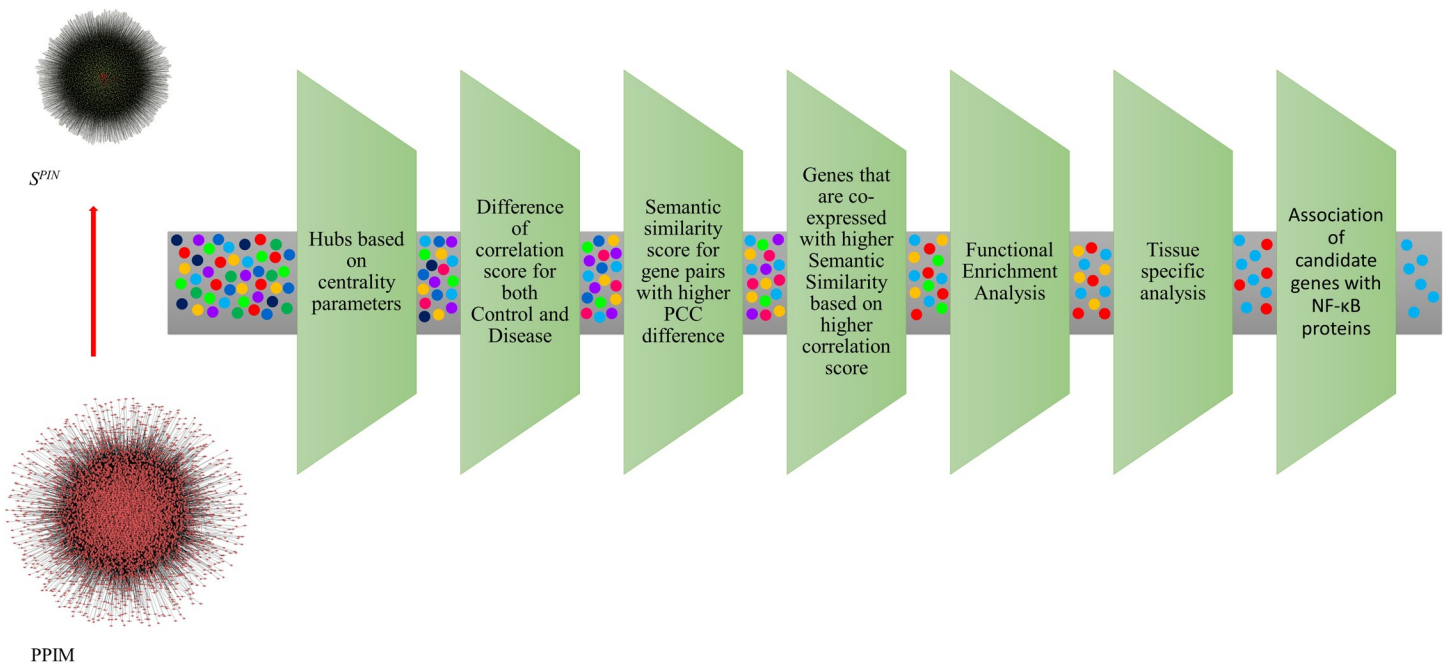 S^PIN
PPIM
Hubs based
on
centrality
parameters
Difference
of
correlation
score for
both
Control and
Disease
Semantic
similarity
score for
gene pairs
with higher
PCC
difference
Genes that
are co-
expressed
with higher
Semantic
Similarity
based on
higher
correlation
score
Functional
Enrichment
Analysis
Tissue
specific
analysis
Association
of
candidate
genes with
NF-κB
proteins